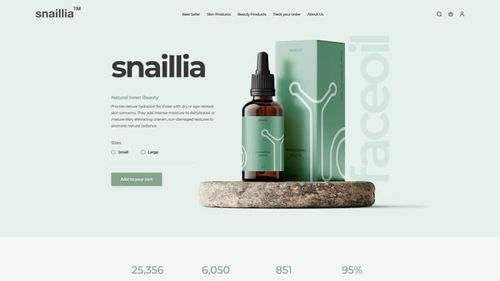 snaillia™
Best Seller Skin Products Beauty Products Track your order About Us
snaillia
faceoil
Natural Inner Beauty
Provide deluxe hydration for those with dry or age-related
skin concerns. They add intense moisture to dehydrated or
mature skin, alleviating uneven, sun-damaged textures to
promote natural radiance.
Sizes
Small Large
Add to your cart
25,356 6,050 851 95%